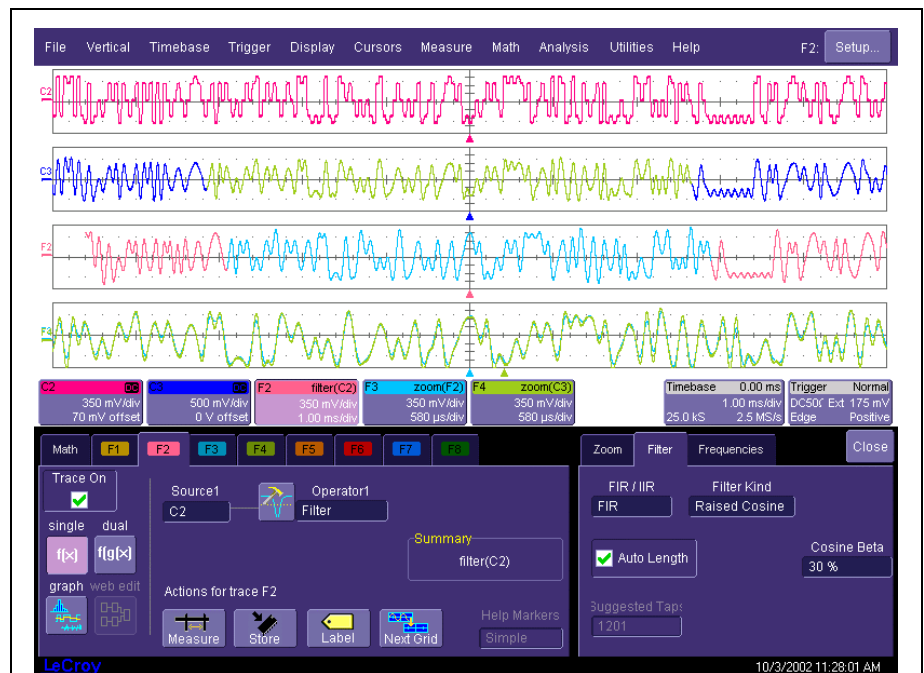 File Vertical Timebase Trigger Display Cursors Measure Math Analysis Utilities Help F2: Setup...
C2
C3
F2
F3
C2 DC
350 mV/div
70 mV offset
500 mV/div
0 V offset
F2 filter(C2)
350 mV/div
1.00 ms/div
F3 zoom(F2)
350 mV/div
580 µs/div
F4 zoom(C3)
350 mV/div
580 µs/div
Timebase 0.00 ms
1.00 ms/div
25.0 kS 2.5 MS/s
Trigger Normal
Ext 175 mV
Edge Positive
Math F1 F2 F3 F4 F5 F6 F7 F8
Trace On
single dual
f(x) f(g(x))
graph web edit
Source1
C2
Operator1
Filter
Summary
filter(C2)
Actions for trace F2
Measure Store Label Next Grid
Help Markers
Simple
Zoom Filter Frequencies Close
FIR / IIR
FIR
Filter Kind
Raised Cosine
Auto Length
Cosine Beta
30 %
Suggested Taps
1201
LeCroy
10/3/2002 11:28:01 AM